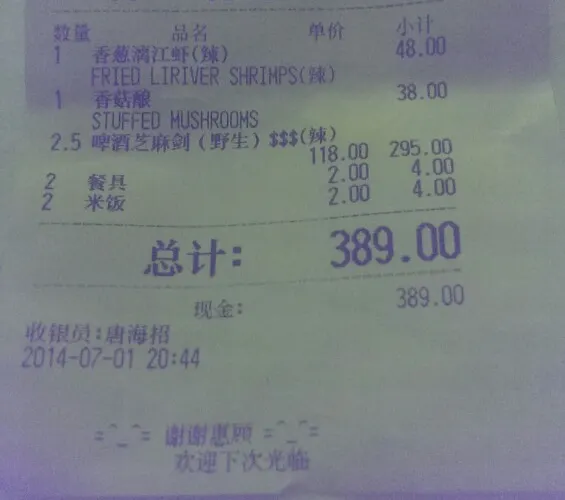 数量 品名 单价 小计
1 香葱漓江虾(辣) 48.00
FRIED LIRIVER SHRIMPS(辣)
1 香菇酿 38.00
STUFFED MUSHROOMS
2.5 啤酒芝麻剑(野生)$$$(辣)
118.00 295.00
2 餐具 2.00 4.00
2 米饭 2.00 4.00
总计: 389.00
现金: 389.00
收银员:唐海招
2014-07-01 20:44
=^_^= 谢谢惠顾 =^_^=
欢迎下次光临